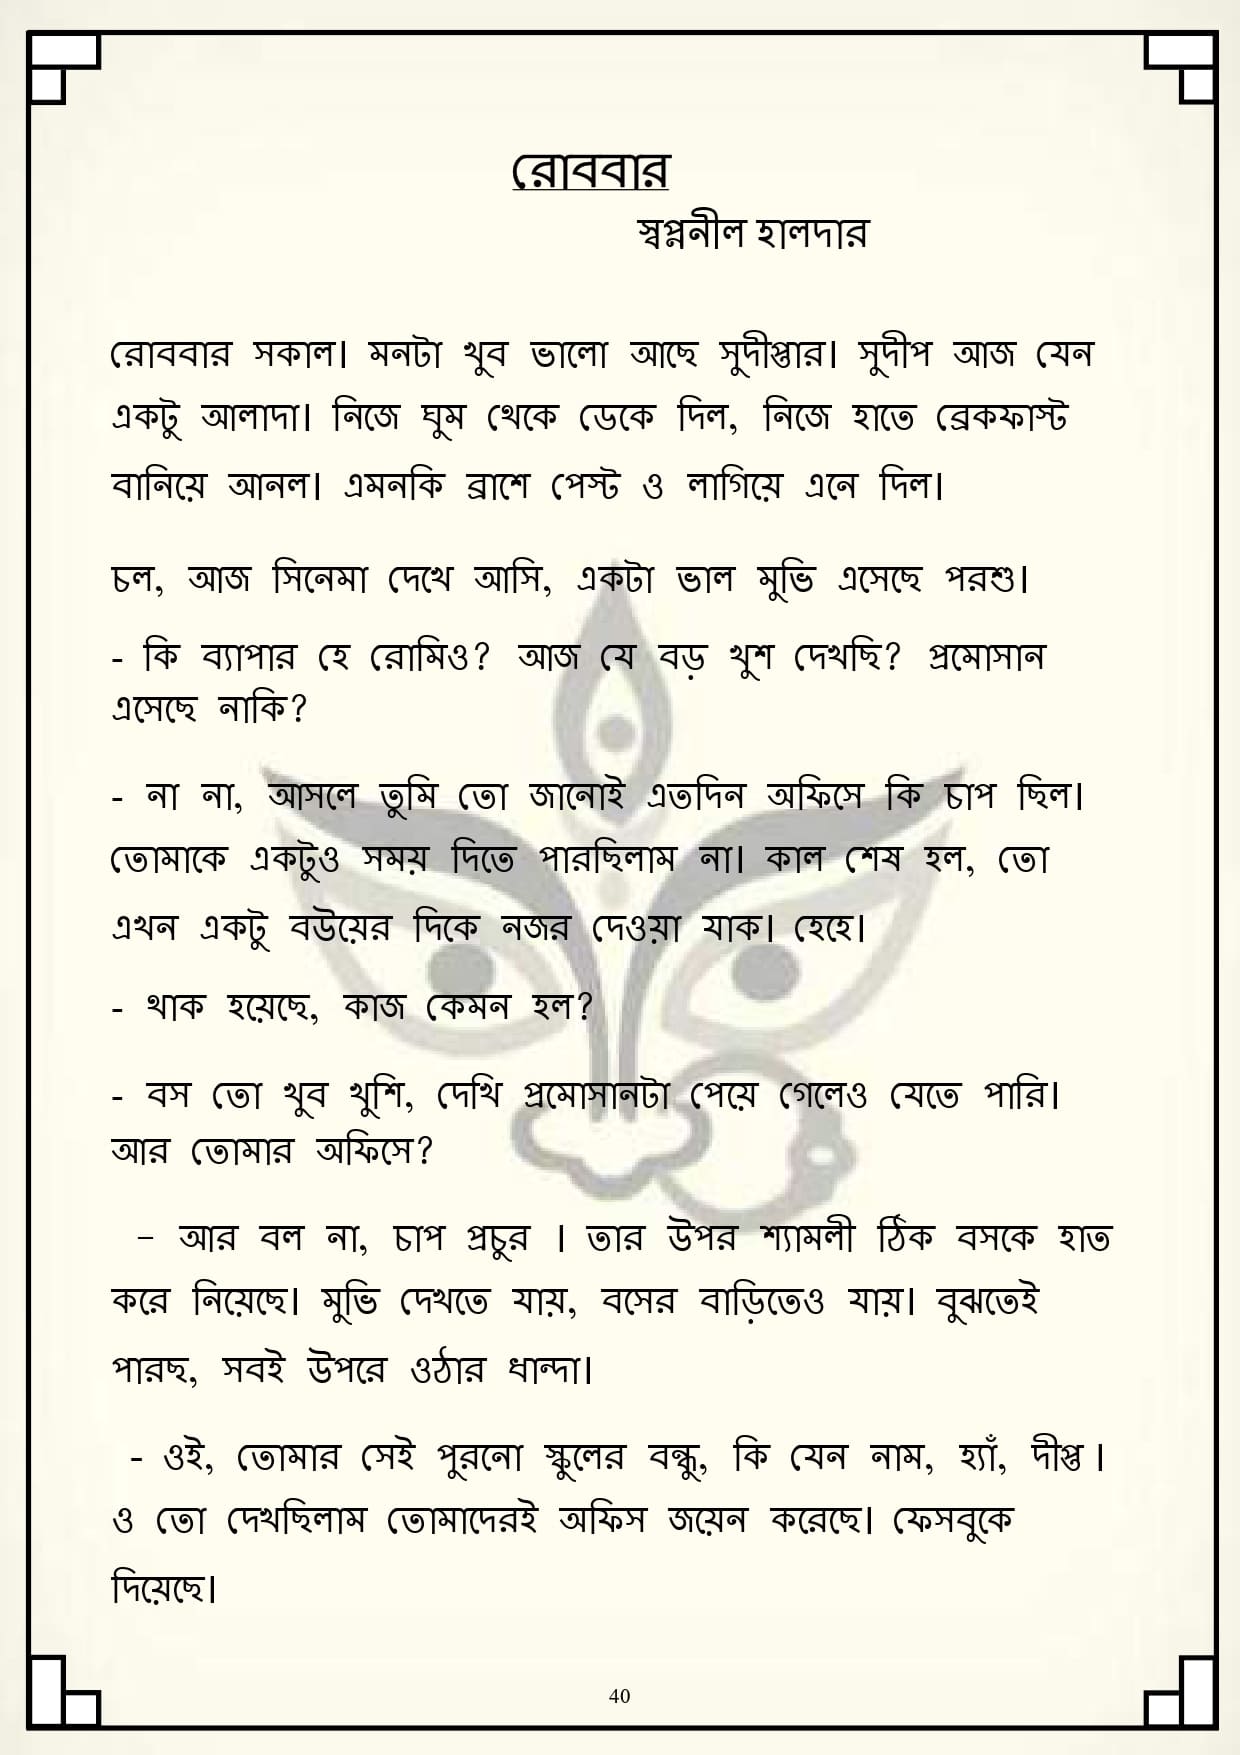 রোববার
স্বপ্ননীল হালদার
রোববার সকাল। মনটা খুব ভালো আছে সুদীপ্তার। সুদীপ আজ যেন
একটু আলাদা। নিজে ঘুম থেকে ডেকে দিল, নিজে হাতে ব্রেকফাস্ট
বানিয়ে আনল। এমনকি ব্রাশে পেস্ট ও লাগিয়ে এনে দিল।
চল, আজ সিনেমা দেখে আসি, একটা ভাল মুভি এসেছে পরশু।
- কি ব্যাপার হে রোমিও? আজ যে বড় খুশ দেখছি? প্রমোসান
এসেছে নাকি?
- না না, আসলে তুমি তো জানোই এতদিন অফিসে কি চাপ ছিল।
তোমাকে একটুও সময় দিতে পারছিলাম না। কাল শেষ হল, তো
এখন একটু বউয়ের দিকে নজর দেওয়া যাক। হেহে।
- থাক হয়েছে, কাজ কেমন হল?
- বস তো খুব খুশি, দেখি প্রমোসানটা পেয়ে গেলেও যেতে পারি।
আর তোমার অফিসে?
– আর বল না, চাপ প্রচুর । তার উপর শ্যামলী ঠিক বসকে হাত
করে নিয়েছে। মুভি দেখতে যায়, বসের বাড়িতেও যায়। বুঝতেই
পারছ, সবই উপরে ওঠার ধান্দা।
- ওই, তোমার সেই পুরনো স্কুলের বন্ধু, কি যেন নাম, হ্যাঁ, দীপ্ত ।
ও তো দেখছিলাম তোমাদেরই অফিস জয়েন করেছে। ফেসবুকে
দিয়েছে।
40